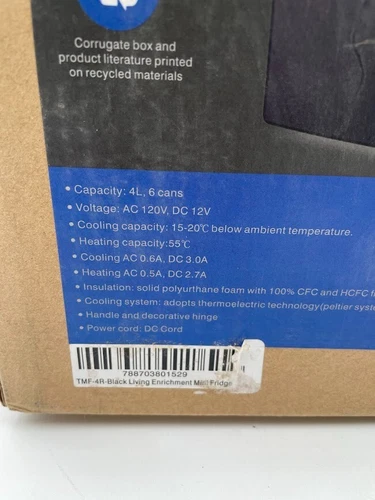 Corrugate box and
product literature printed
on recycled materials
• Capacity: 4L, 6 cans
• Voltage: AC 120V, DC 12V
• Cooling capacity: 15-20℃ below ambient temperature.
• Heating capacity:55℃
• Cooling AC 0.6A, DC 3.0A
• Heating AC 0.5A, DC 2.7A
• Insulation: solid polyurthane foam with 100% CFC and HCFC f
• Cooling system: adopts thermoelectric technology(peltier syste
• Handle and decorative hinge
• Power cord: DC Cord
788703801529
TMF-4R-Black Living Enrichment Mini Fridge